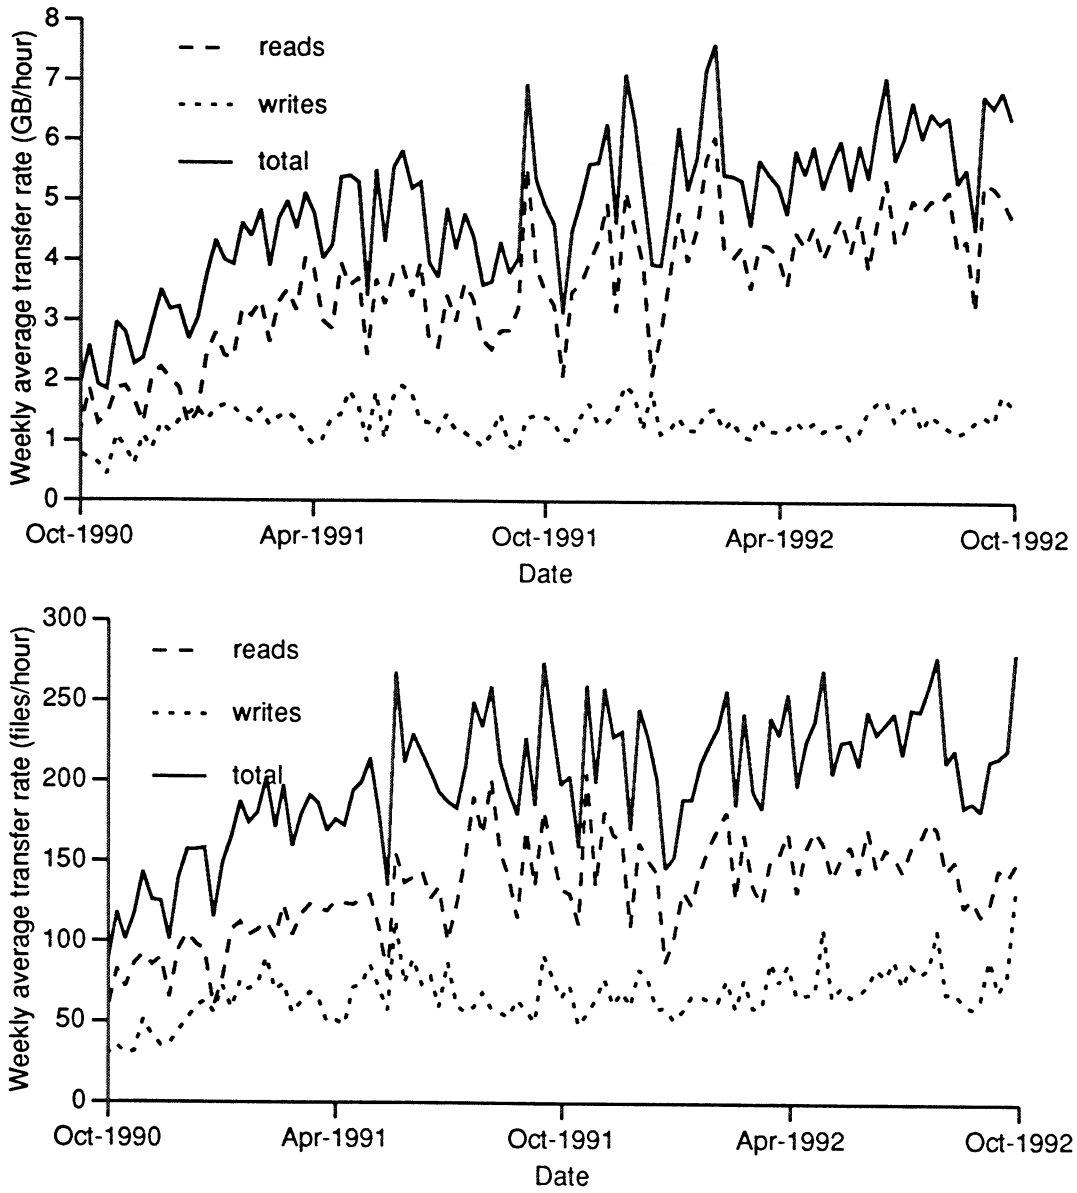 8
7
6
5
4
3
2
1
0
Weekly average transfer rate (GB/hour)
reads
writes
total
Oct-1990 Apr-1991 Oct-1991 Apr-1992 Oct-1992
Date
300
250
200
150
100
50
0
Weekly average transfer rate (files/hour)
reads
writes
total
Oct-1990 Apr-1991 Oct-1991 Apr-1992 Oct-1992
Date